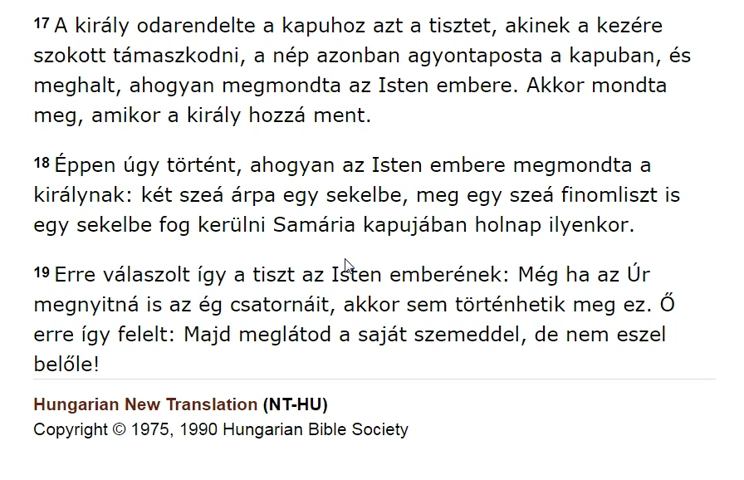 17 A király odarendelte a kapuhoz azt a tisztet, akinek a kezére
szokott támaszkodni, a nép azonban agyontaposta a kapuban, és
meghalt, ahogyan megmondta az Isten embere. Akkor mondta
meg, amikor a király hozzá ment.
18 Éppen úgy történt, ahogyan az Isten embere megmondta a
királynak: két szeá árpa egy sekelbe, meg egy szeá finomliszt is
egy sekelbe fog kerülni Samária kapujában holnap ilyenkor.
19 Erre válaszolt így a tiszt az Isten emberének: Még ha az Úr
megnyitná is az ég csatornáit, akkor sem történhetik meg ez. Ő
erre így felelt: Majd meglátod a saját szemeddel, de nem eszel
belőle!
Hungarian New Translation (NT-HU)
Copyright © 1975, 1990 Hungarian Bible Society